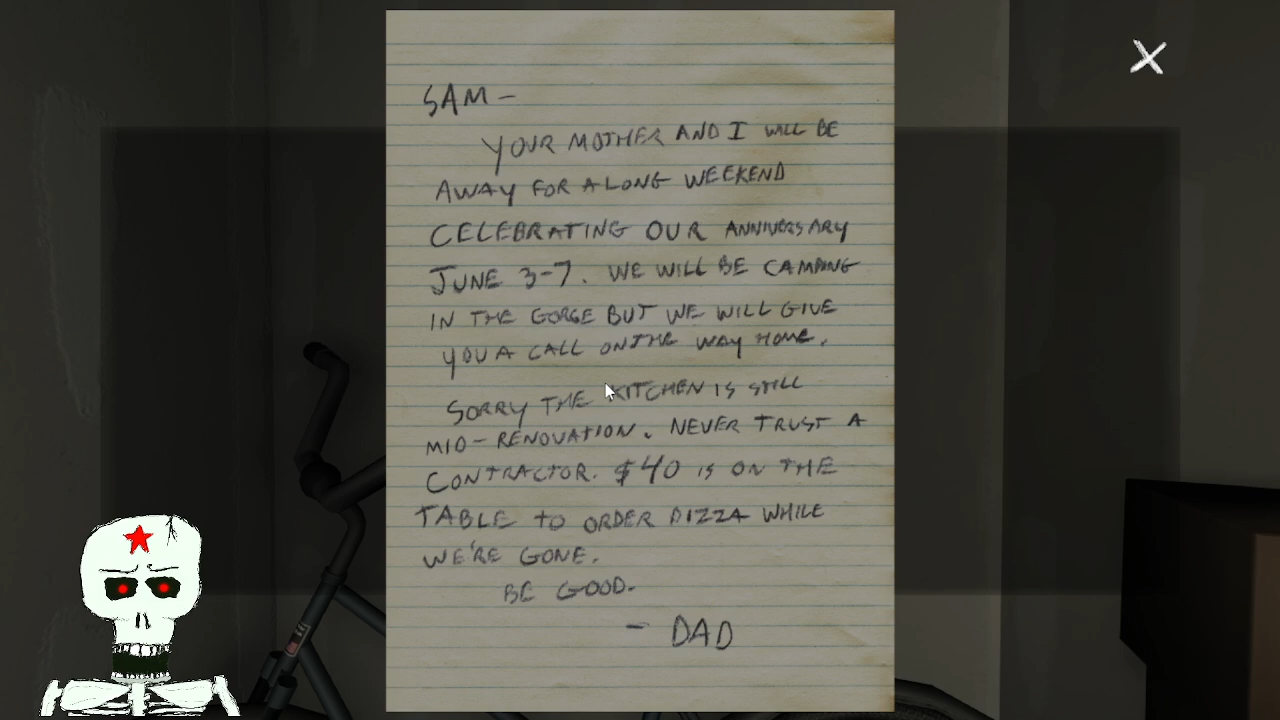 SAM -
YOUR MOTHER AND I WILL BE
AWAY FOR A LONG WEEKEND
CELEBRATING OUR ANNIVERSARY
JUNE 3-7. WE WILL BE CAMPING
IN THE GORGE BUT WE WILL GIVE
YOU A CALL ON THE WAY HOME.
SORRY THE KITCHEN IS STILL
MID-RENOVATION. NEVER TRUST A
CONTRACTOR. $40 IS ON THE
TABLE TO ORDER PIZZA WHILE
WE'RE GONE.
BE GOOD.
- DAD